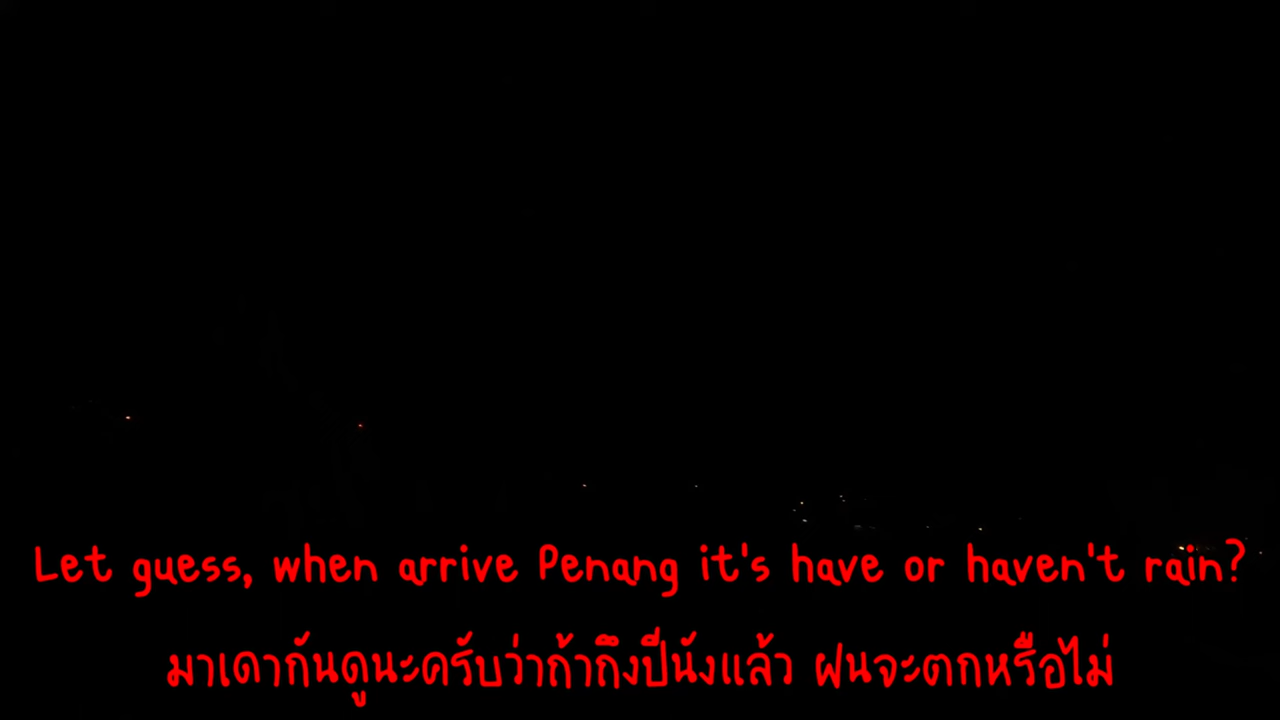 Let guess, when arrive Penang it's have or haven't rain?
มาเดากันดูนะครับว่าถ้าถึงปีนังแล้ว ฝนจะตกหรือไม่